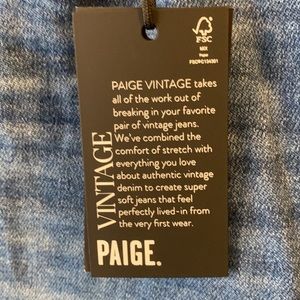 FSC
MIX
Paper
PAIGE VINTAGE takes
all of the work out of
breaking in your favorite
pair of vintage jeans.
We've combined the
comfort of stretch with
everything you love
about authentic vintage
denim to create super
soft jeans that feel
perfectly lived-in from
the very first wear.
VINTAGE
PAIGE.